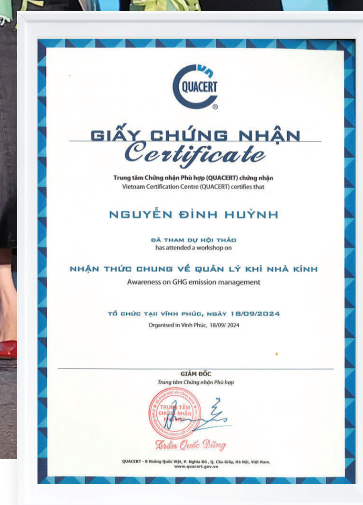 QUACERT
®
GIẤY CHỨNG NHẬN
Certificate
Trung tâm Chứng nhận Phù hợp (QUACERT) chứng nhận
Vietnam Certification Centre (QUACERT) certifies that
NGUYỄN ĐÌNH HUỲNH
ĐÃ THAM DỰ HỘI THẢO
has attended a workshop on
NHẬN THỨC CHUNG VỀ QUẢN LÝ KHÍ NHÀ KÍNH
Awareness on GHG emission management
TỔ CHỨC TẠI: VĨNH PHÚC, NGÀY 18/09/2024
Organised in Vinh Phuc, 18/09/ 2024
GIÁM ĐỐC
Trung tâm Chứng nhận Phù hợp
TRUNG TÂM
CHỨNG NHẬN
Trần Quốc Dũng
QUACERT - 8 Hoàng Quốc Việt, P. Nghĩa Đô, Q. Cầu Giấy, Hà Nội, Việt Nam.
www.quacert.gov.vn